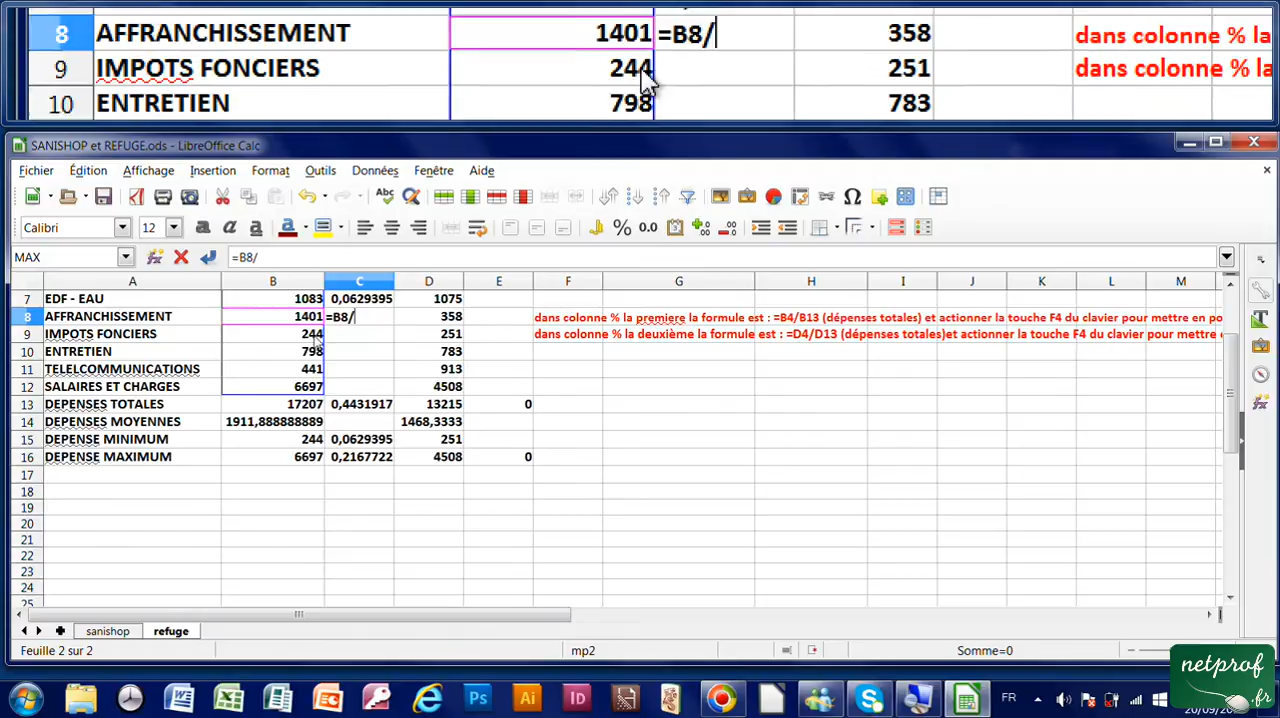 8 AFFRANCHISSEMENT 1401 =B8/ 358 dans colonne % la
9 IMPOTS FONCIERS 244 251 dans colonne % la
10 ENTRETIEN 798 783
SANISHOP et REFUGE.ods - LibreOffice Calc
Fichier Édition Affichage Insertion Format Outils Données Fenêtre Aide
Calibri 12
MAX =B8/
A B C D E F G H I J K L M
7 EDF - EAU 1083 0,0629395 1075
8 AFFRANCHISSEMENT 1401 =B8/ 358 dans colonne % la premiere la formule est : =B4/B13 (dépenses totales) et actionner la touche F4 du clavier pour mettre en po
9 IMPOTS FONCIERS 244 251 dans colonne % la deuxième la formule est : =D4/D13 (dépenses totales)et actionner la touche F4 du clavier pour mettre e
10 ENTRETIEN 798 783
11 TELELCOMMUNICATIONS 441 913
12 SALAIRES ET CHARGES 6697 4508
13 DEPENSES TOTALES 17207 0,4431917 13215 0
14 DEPENSES MOYENNES 1911,888888889 1468,3333
15 DEPENSE MINIMUM 244 0,0629395 251
16 DEPENSE MAXIMUM 6697 0,2167722 4508 0
17
18
19
20
21
22
23
24
25
sanishop refuge
Feuille 2 sur 2 mp2 Somme=0
netprof.fr
FR